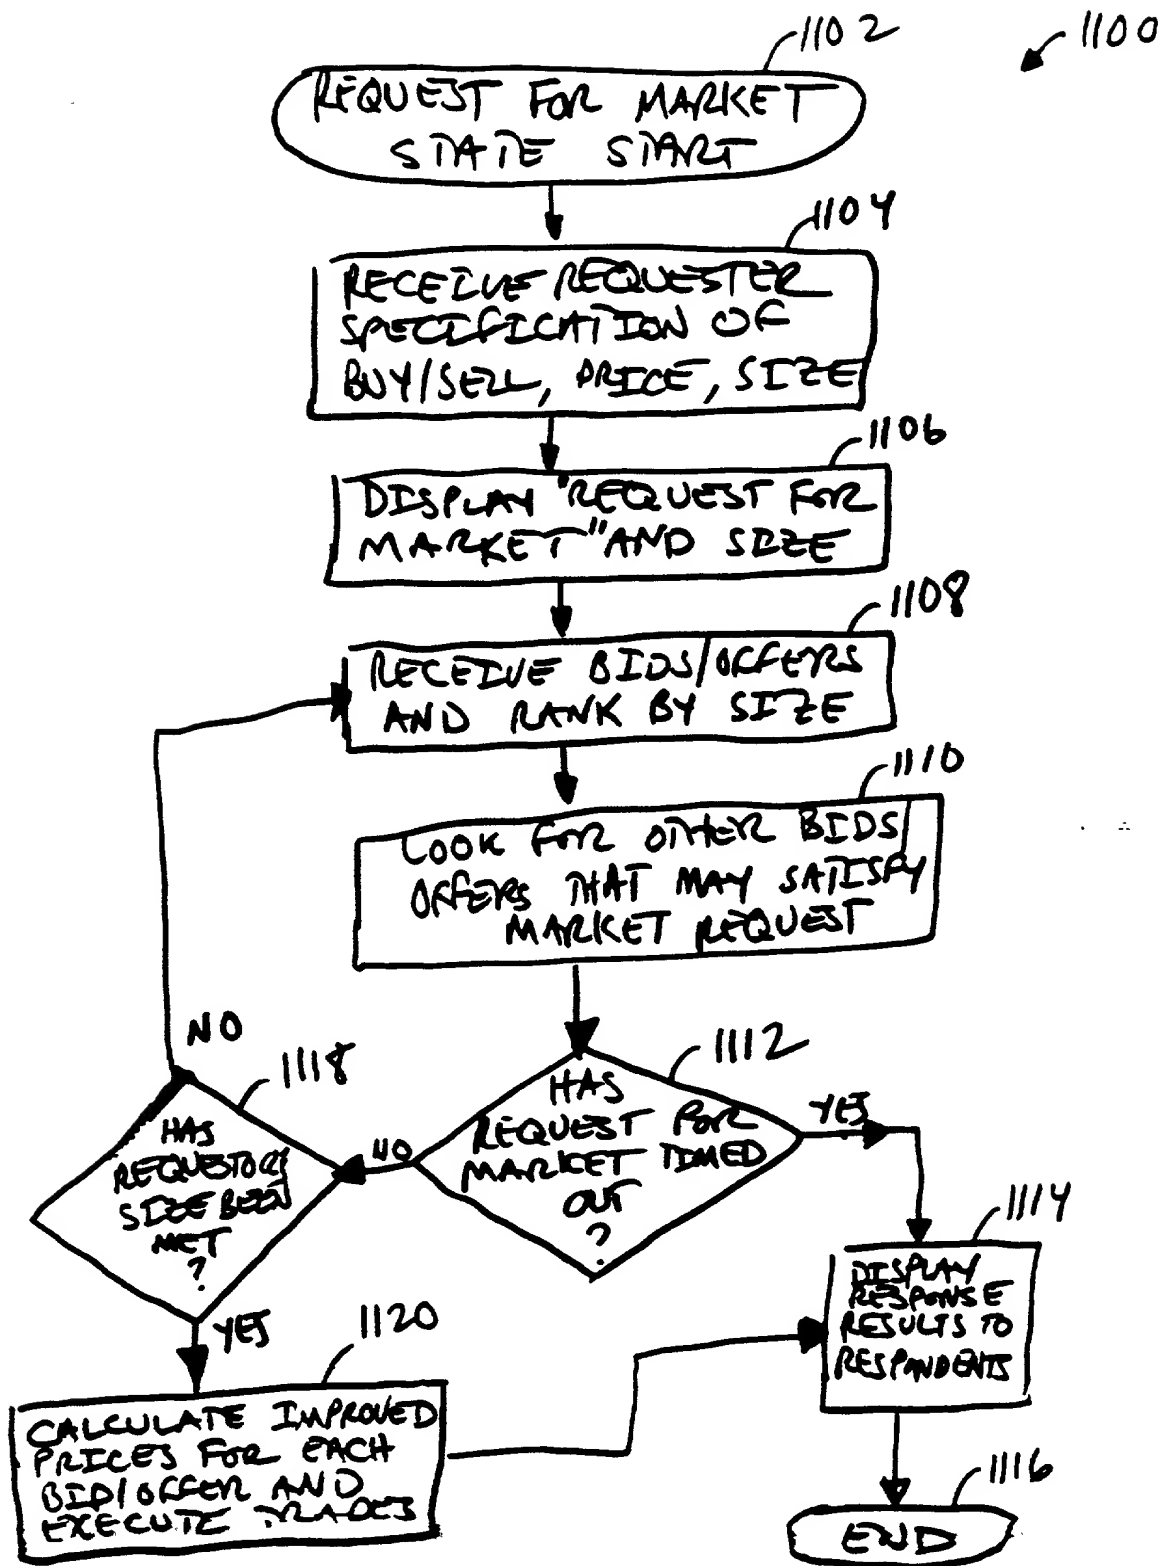 1100
1102
REQUEST FOR MARKET
STATE START
1104
RECEIVE REQUESTER
SPECIFICATION OF
BUY/SELL, PRICE, SIZE
1106
DISPLAY "REQUEST FOR
MARKET" AND SIZE
1108
RECEIVE BIDS/OFFERS
AND RANK BY SIZE
1110
LOOK FOR OTHER BIDS/
OFFERS THAT MAY SATISFY
MARKET REQUEST
1112
HAS
REQUEST FOR
MARKET TIMED
OUT
?
YES
NO
1118
HAS
REQUESTORS
SIZE BEEN
MET
?
NO
YES
1114
DISPLAY
RESPONSE
RESULTS TO
RESPONDENTS
1120
CALCULATE IMPROVED
PRICES FOR EACH
BID/OFFER AND
EXECUTE TRADES
1116
END